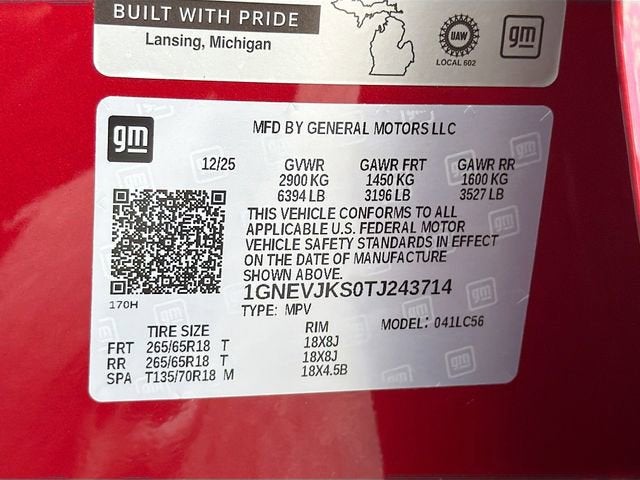 BUILT WITH PRIDE
Lansing, Michigan
UAW
LOCAL 602
gm
gm
MFD BY GENERAL MOTORS LLC
12/25 GVWR GAWR FRT GAWR RR
2900 KG 1450 KG 1600 KG
6394 LB 3196 LB 3527 LB
THIS VEHICLE CONFORMS TO ALL
APPLICABLE U.S. FEDERAL MOTOR
VEHICLE SAFETY STANDARDS IN EFFECT
ON THE DATE OF MANUFACTURE
SHOWN ABOVE.
1GNEVJKS0TJ243714
170H
TYPE: MPV
TIRE SIZE RIM MODEL: 041LC56
FRT 265/65R18 T 18X8J
RR 265/65R18 T 18X8J
SPA T135/70R18 M 18X4.5B